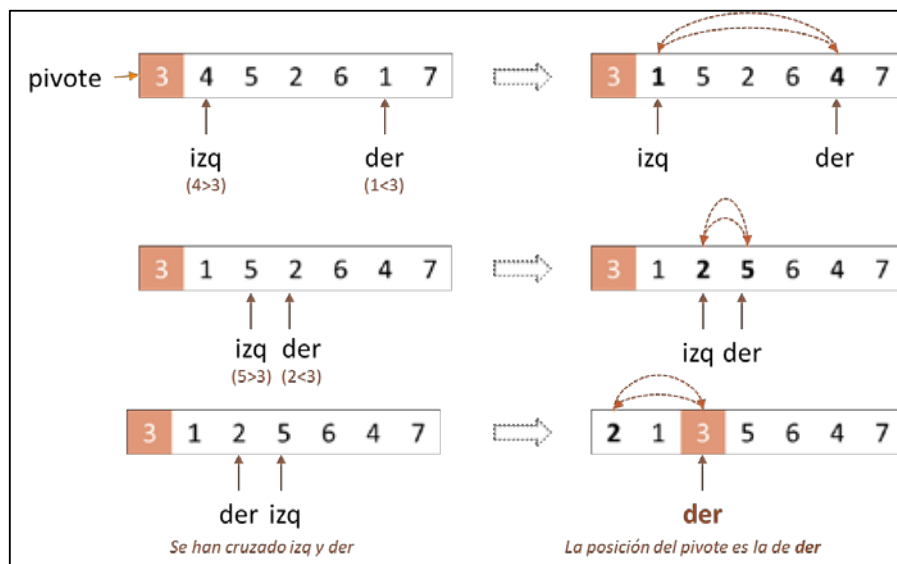 pivote 3 4 5 2 6 1 7
3 1 5 2 6 4 7
izq der
(4>3) (1<3)
izq der
3 1 5 2 6 4 7
3 1 2 5 6 4 7
izq der
(5>3) (2<3)
izq der
3 1 2 5 6 4 7
2 1 3 5 6 4 7
der izq
der
Se han cruzado izq y der
La posición del pivote es la de der